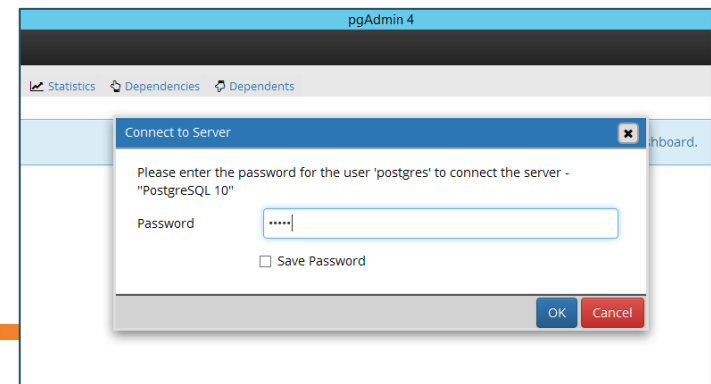 pgAdmin 4
Statistics Dependencies Dependents
Connect to Server
hboard.
Please enter the password for the user 'postgres' to connect the server -
"PostgreSQL 10"
Password •••••
Save Password
OK Cancel